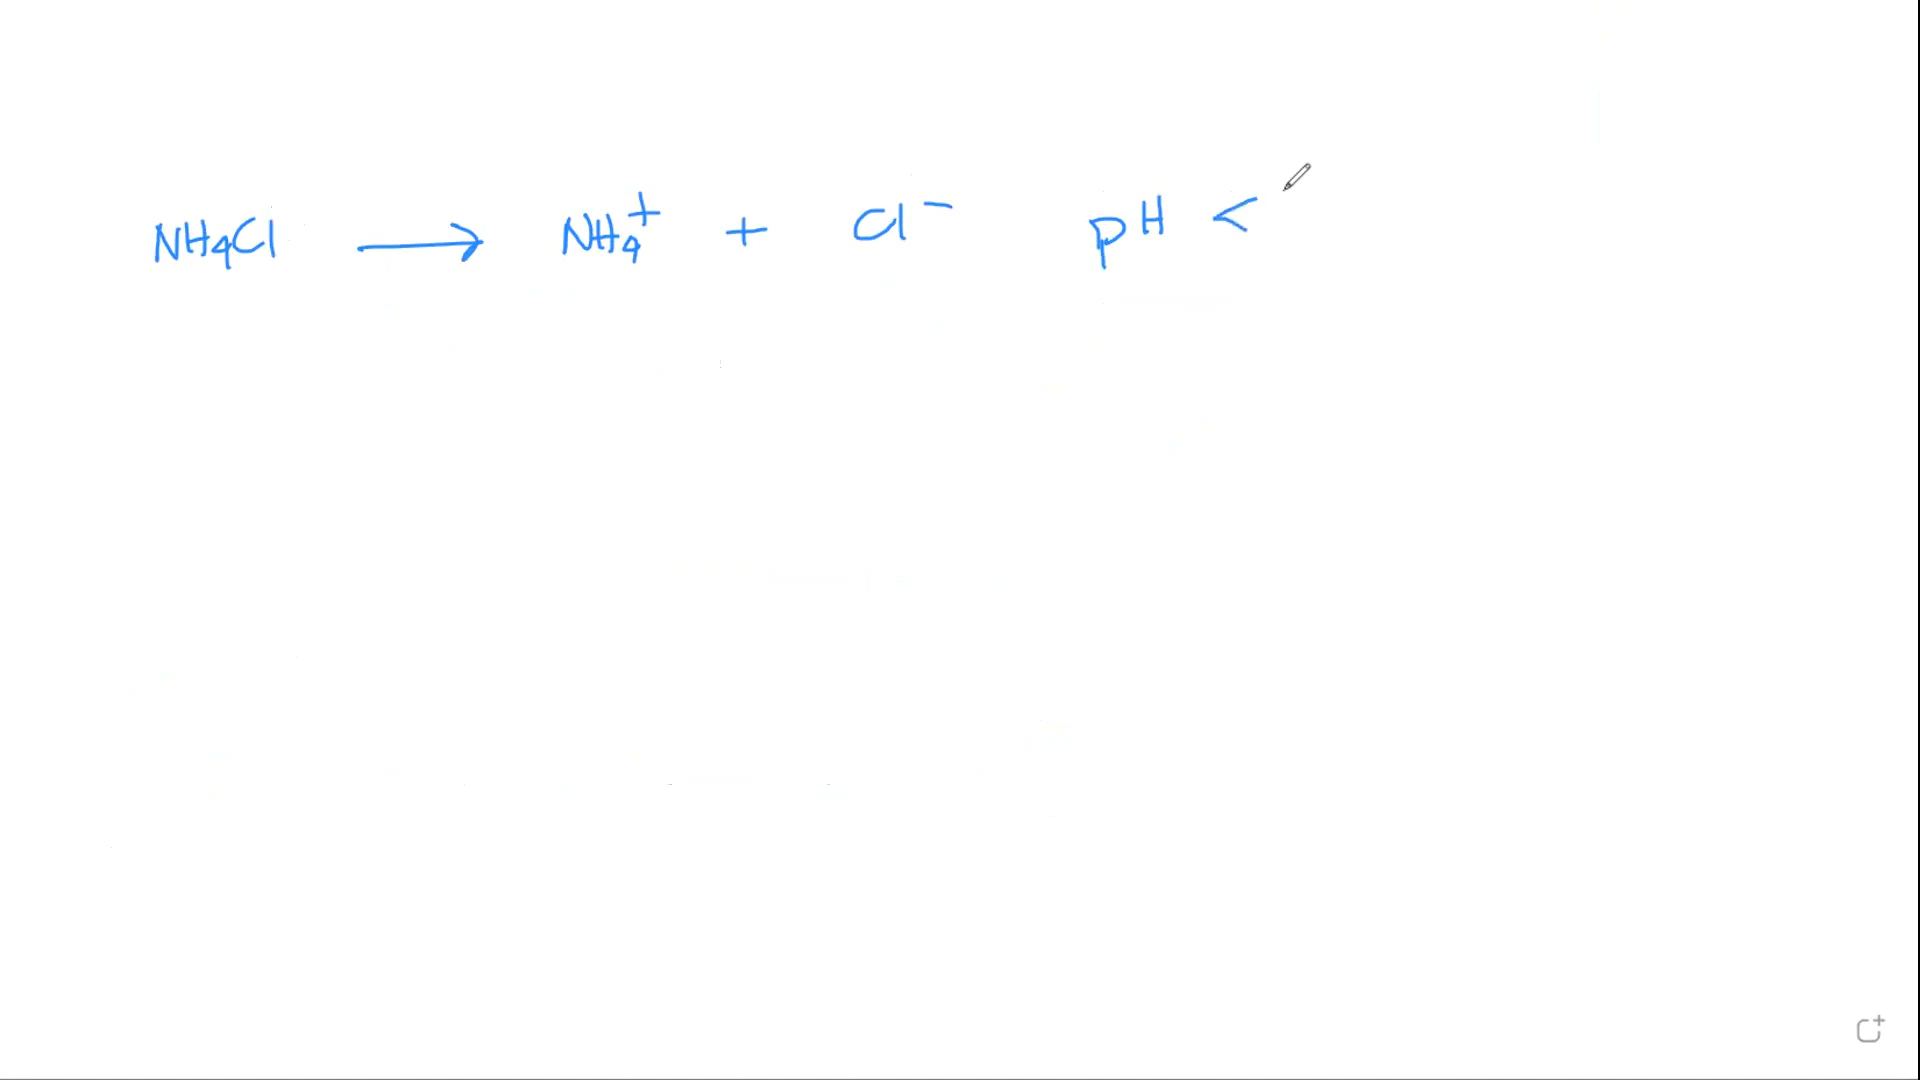 NH₄Cl ⟶ NH₄⁺ + Cl⁻ pH <